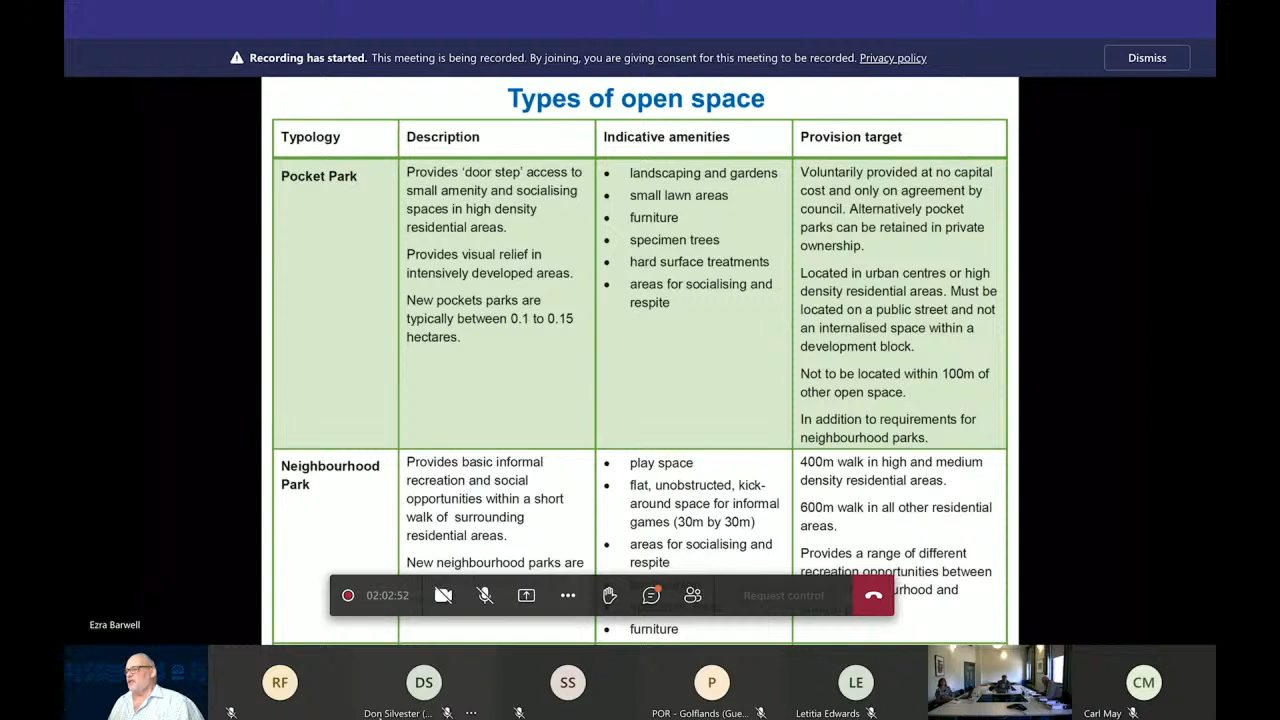 Recording has started. This meeting is being recorded. By joining, you are giving consent for this meeting to be recorded. Privacy policy
Dismiss
Types of open space
Typology
Description
Indicative amenities
Provision target
Pocket Park
Provides ‘door step’ access to
small amenity and socialising
spaces in high density
residential areas.
Provides visual relief in
intensively developed areas.
New pockets parks are
typically between 0.1 to 0.15
hectares.
• landscaping and gardens
• small lawn areas
• furniture
• specimen trees
• hard surface treatments
• areas for socialising and
respite
Voluntarily provided at no capital
cost and only on agreement by
council. Alternatively pocket
parks can be retained in private
ownership.
Located in urban centres or high
density residential areas. Must be
located on a public street and not
an internalised space within a
development block.
Not to be located within 100m of
other open space.
In addition to requirements for
neighbourhood parks.
Neighbourhood
Park
Provides basic informal
recreation and social
opportunities within a short
walk of surrounding
residential areas.
New neighbourhood parks are
• play space
• flat, unobstructed, kick-
around space for informal
games (30m by 30m)
• areas for socialising and
respite
furniture
400m walk in high and medium
density residential areas.
600m walk in all other residential
areas.
Provides a range of different
recreation opportunities between
urhood and
02:02:52
Request control
Ezra Barwell
RF
DS
SS
P
LE
CM
Don Silvester (...
POR - Golflands (Gue...
Letitia Edwards
Carl May